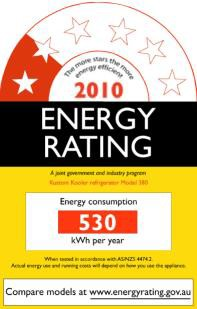 The more stars the more
energy efficient
2010
ENERGY
RATING
A joint government and industry program
Kustom Kooler refrigerator Model 580
Energy consumption
530
kWh per year
When tested in accordance with AS/NZS 4474.2.
Actual energy use and running costs will depend on how you use the appliance.
Compare models at www.energyrating.gov.au